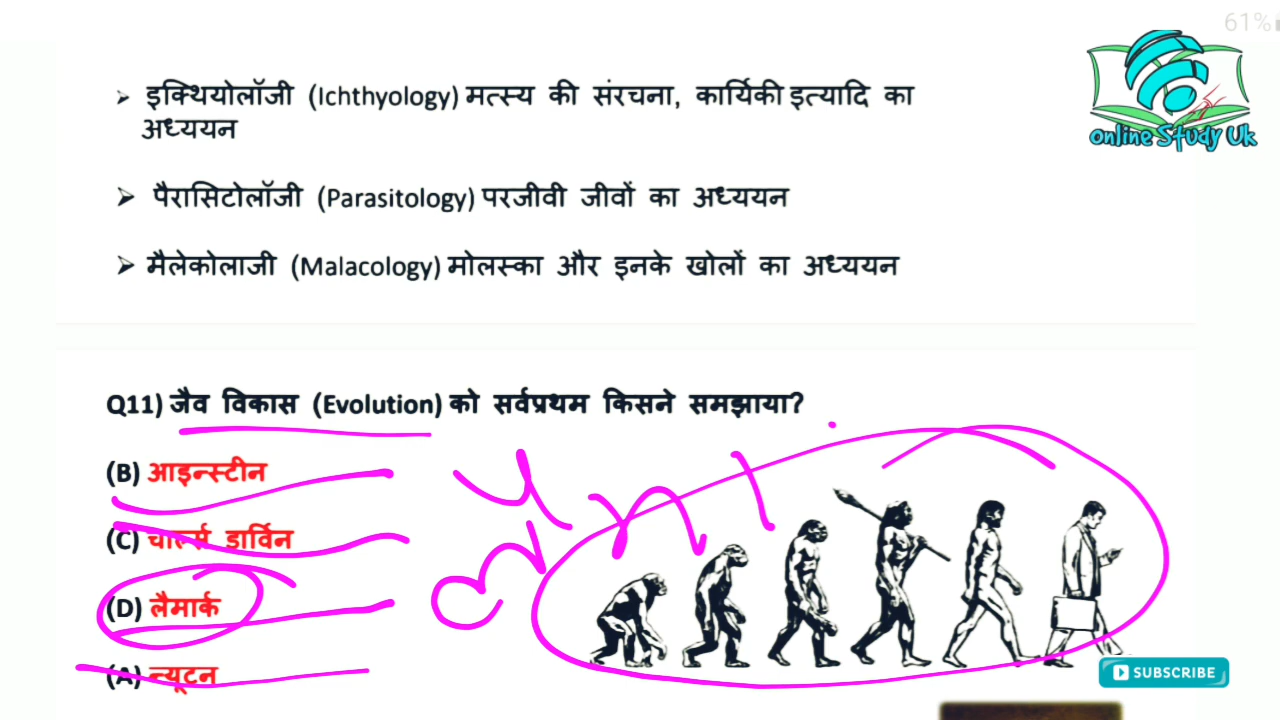 61%
इक्थियोलॉजी (Ichthyology) मत्स्य की संरचना, कार्यिकी इत्यादि का
अध्ययन
Online Study Uk
पैरासिटोलॉजी (Parasitology) परजीवी जीवों का अध्ययन
मैलेकोलाजी (Malacology) मोलस्का और इनके खोलों का अध्ययन
Q11) जैव विकास (Evolution) को सर्वप्रथम किसने समझाया?
(B) आइन्स्टीन
(C) चार्ल्स डार्विन
(D) लैमार्क
(A) न्यूटन
SUBSCRIBE